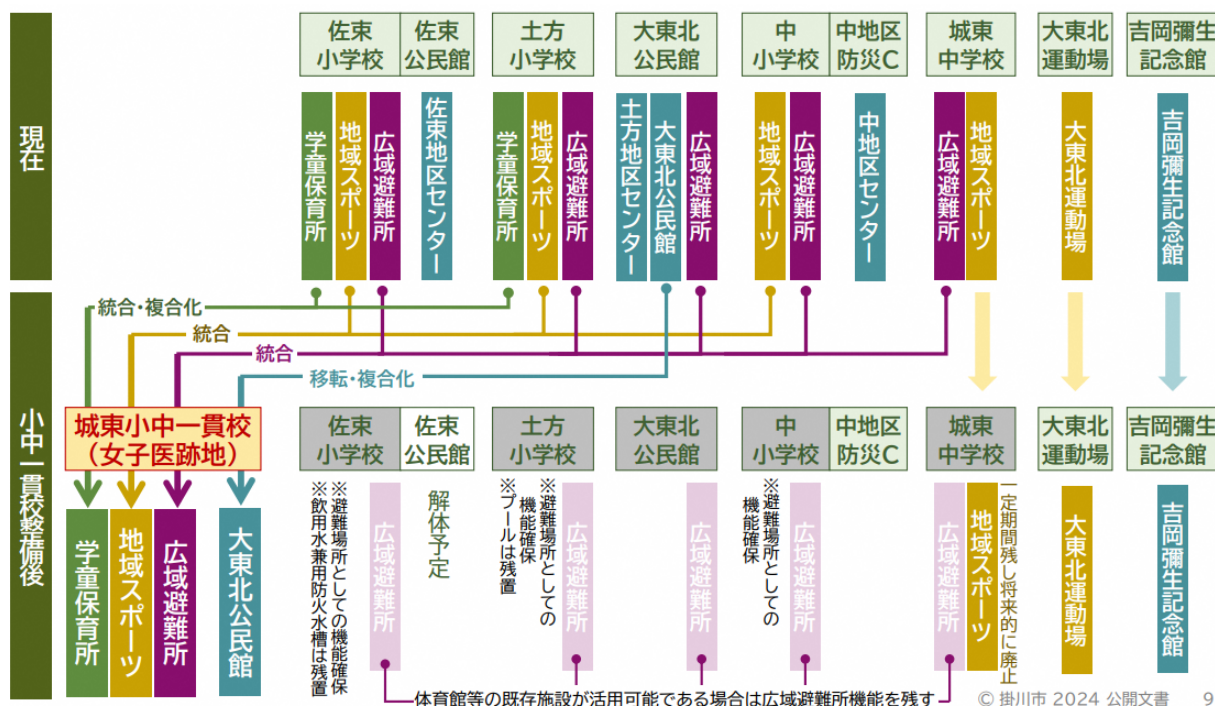 現在
佐束
小学校
佐束
公民館
土方
小学校
大東北
公民館
中
小学校
中地区
防災C
城東
中学校
大東北
運動場
吉岡彌生
記念館
学童保育所
地域スポーツ
広域避難所
佐束地区センター
学童保育所
地域スポーツ
広域避難所
土方地区センター
大東北公民館
広域避難所
地域スポーツ
広域避難所
中地区センター
広域避難所
地域スポーツ
大東北運動場
吉岡彌生記念館
統合・複合化
統合
統合
移転・複合化
小中一貫校整備後
城東小中一貫校
（女子医跡地）
学童保育所
地域スポーツ
広域避難所
大東北公民館
佐束
小学校
佐束
公民館
土方
小学校
大東北
公民館
中
小学校
中地区
防災C
城東
中学校
大東北
運動場
吉岡彌生
記念館
※避難場所としての機能確保
※飲用水兼用防火水槽は残置
広域避難所
解体予定
※避難場所としての
機能確保
※プールは残置
広域避難所
広域避難所
※避難場所としての
機能確保
広域避難所
広域避難所
地域スポーツ
一定期間残し将来的に廃止
大東北運動場
吉岡彌生記念館
体育館等の既存施設が活用可能である場合は広域避難所機能を残す
© 掛川市 2024 公開文書
9